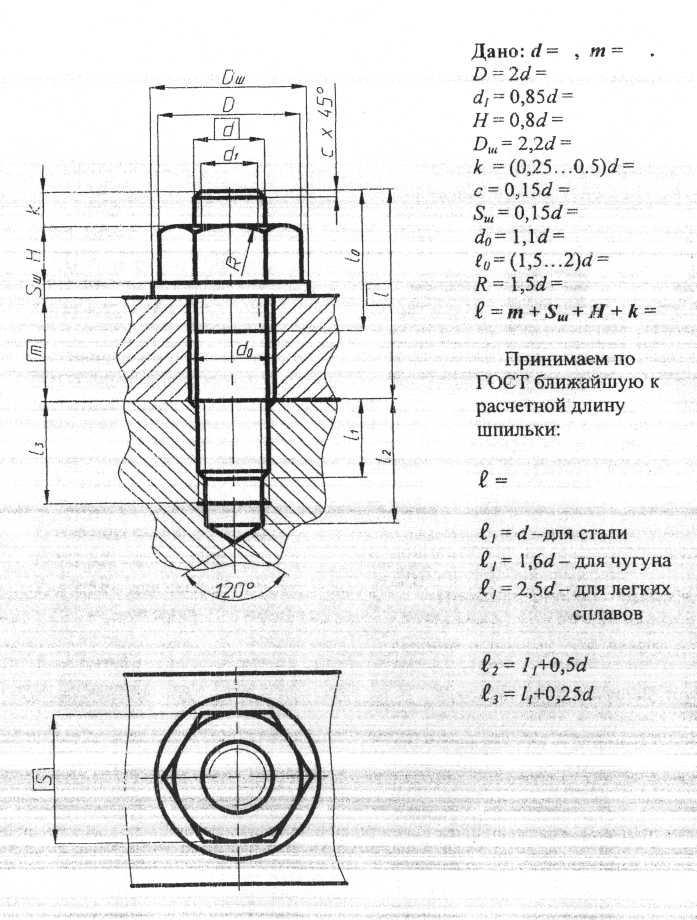 Dш
D
d
d₁
c x 45°
k
H
Sш
m
l₃
R
l₀
l
d₀
l₁
l₂
120°
S
Дано: d = , m = .
D = 2d =
d₁ = 0,85d =
H = 0,8d =
Dш = 2,2d =
k = (0,25…0.5)d =
c = 0,15d =
Sш = 0,15d =
d₀ = 1,1d =
ℓ₀ = (1,5…2)d =
R = 1,5d =
ℓ = m + Sш + H + k =
Принимаем по
ГОСТ ближайшую к
расчетной длину
шпильки:
ℓ =
ℓ₁ = d –для стали
ℓ₁ = 1,6d – для чугуна
ℓ₁ = 2,5d – для легких
сплавов
ℓ₂ = l₁+0,5d
ℓ₃ = l₁+0,25d